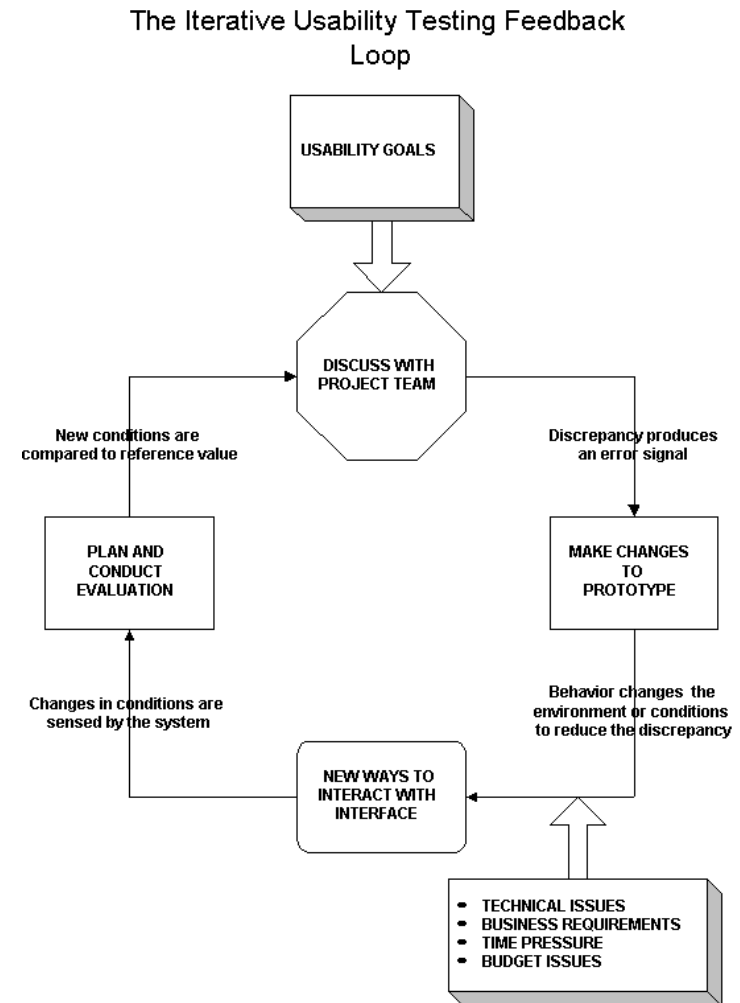 The Iterative Usability Testing Feedback
Loop
USABILITY GOALS
DISCUSS WITH
PROJECT TEAM
New conditions are
compared to reference value
Discrepancy produces
an error signal
PLAN AND
CONDUCT
EVALUATION
MAKE CHANGES
TO
PROTOTYPE
Changes in conditions are
sensed by the system
Behavior changes the
environment or conditions
to reduce the discrepancy
NEW WAYS TO
INTERACT WITH
INTERFACE
• TECHNICAL ISSUES
• BUSINESS REQUIREMENTS
• TIME PRESSURE
• BUDGET ISSUES